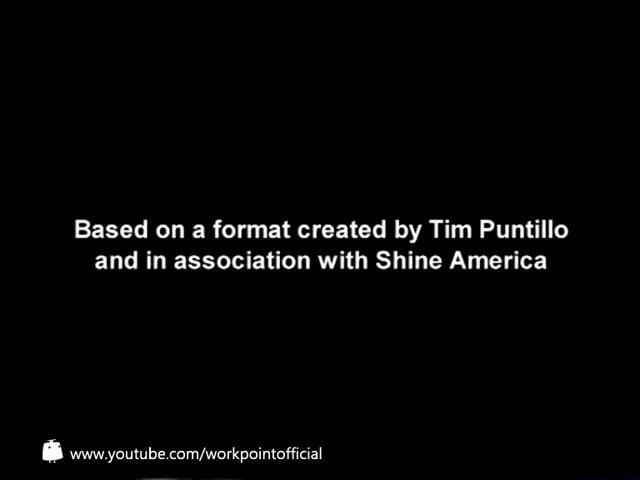 Based on a format created by Tim Puntillo
and in association with Shine America
www.youtube.com/workpointofficial